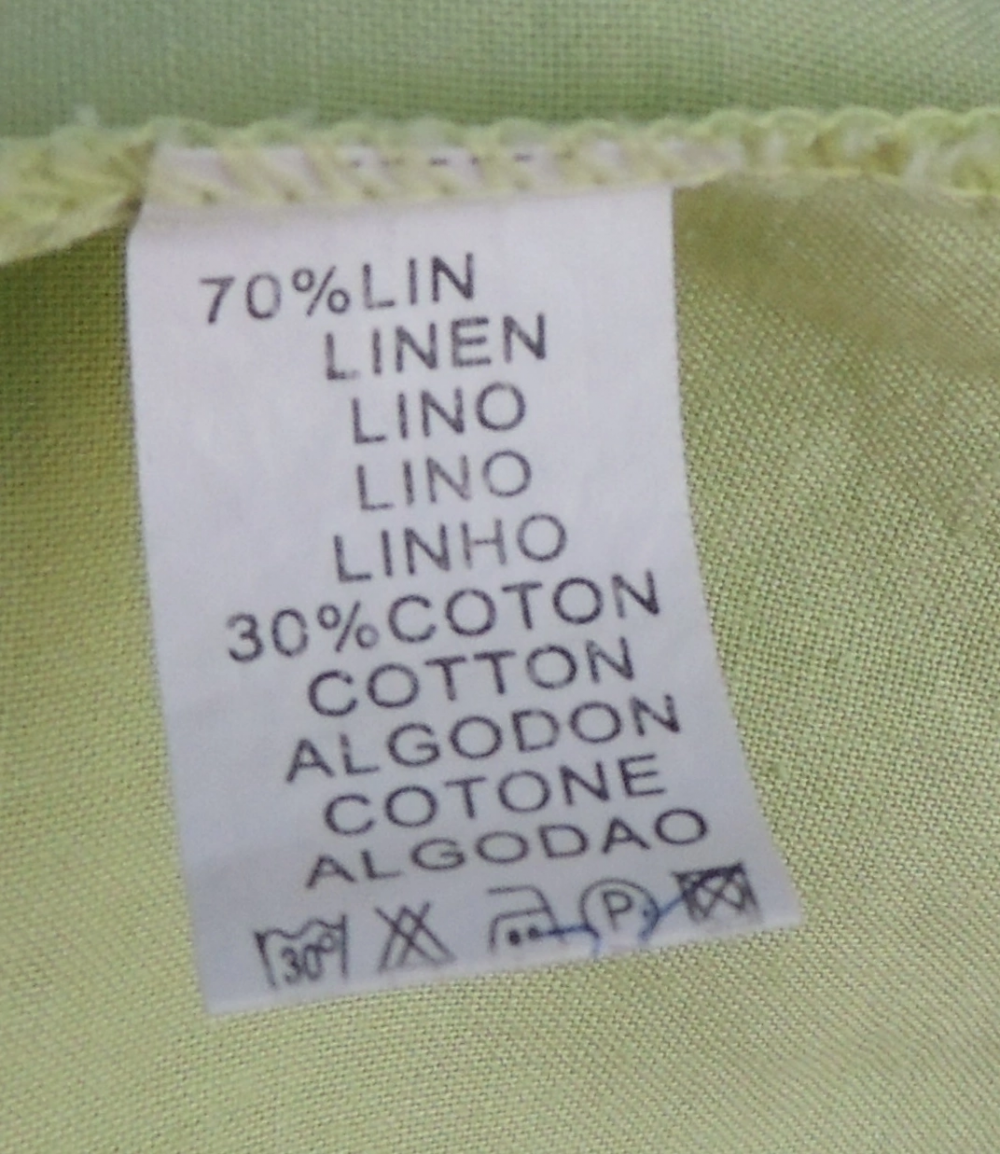 70%LIN
LINEN
LINO
LINO
LINHO
30%COTON
COTTON
ALGODON
COTONE
ALGODAO
30° P